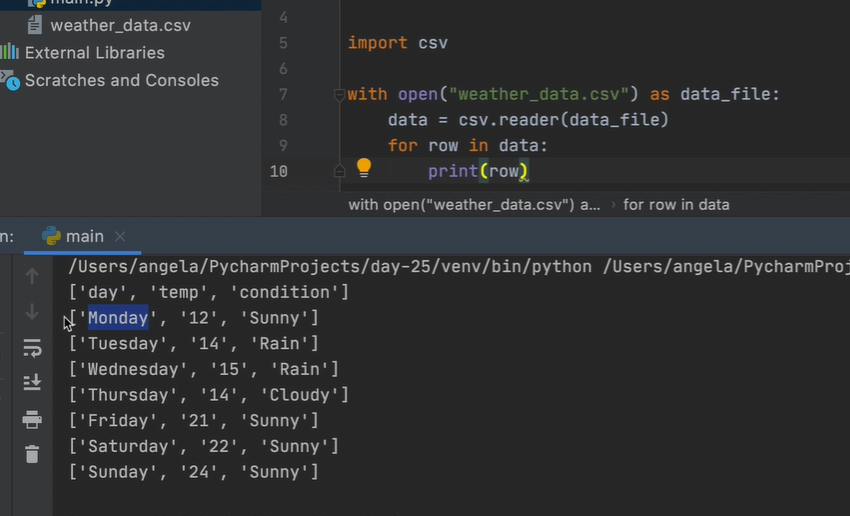 main.py
weather_data.csv
External Libraries
Scratches and Consoles
4
5 import csv
6
7 with open("weather_data.csv") as data_file:
8 data = csv.reader(data_file)
9 for row in data:
10 print(row)
with open("weather_data.csv") a... › for row in data
n: main ×
/Users/angela/PycharmProjects/day-25/venv/bin/python /Users/angela/PycharmProj
['day', 'temp', 'condition']
['Monday', '12', 'Sunny']
['Tuesday', '14', 'Rain']
['Wednesday', '15', 'Rain']
['Thursday', '14', 'Cloudy']
['Friday', '21', 'Sunny']
['Saturday', '22', 'Sunny']
['Sunday', '24', 'Sunny']